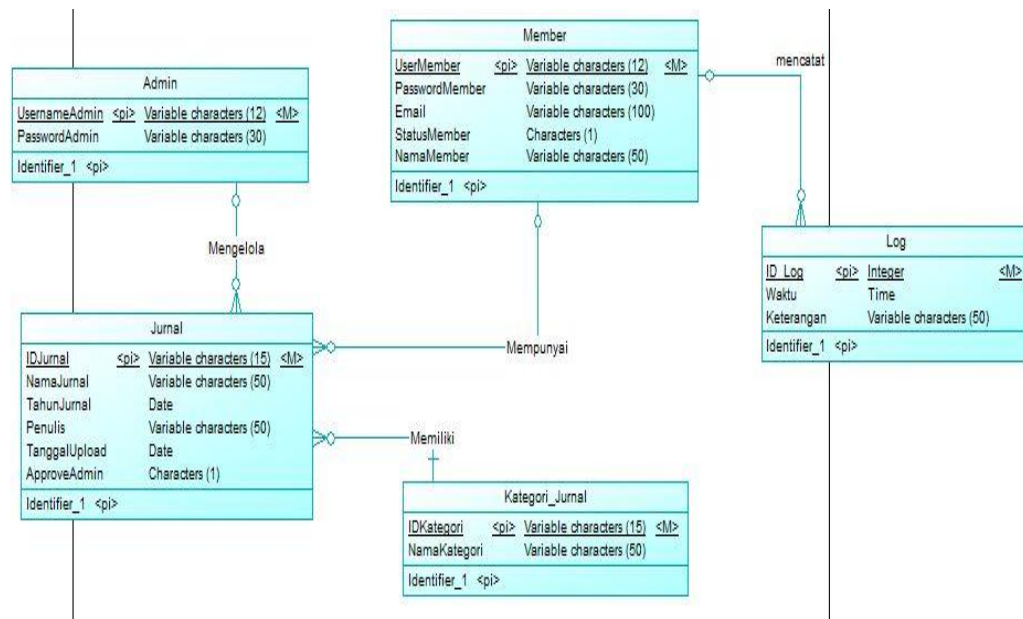 Admin
UsernameAdmin <pi> Variable characters (12) <M>
PasswordAdmin Variable characters (30)
Identifier_1 <pi>
Member
UserMember <pi> Variable characters (12) <M>
PasswordMember Variable characters (30)
Email Variable characters (100)
StatusMember Characters (1)
NamaMember Variable characters (50)
Identifier_1 <pi>
mencatat
Mengelola
Log
ID_Log <pi> Integer <M>
Waktu Time
Keterangan Variable characters (50)
Identifier_1 <pi>
Jurnal
IDJurnal <pi> Variable characters (15) <M>
NamaJurnal Variable characters (50)
TahunJurnal Date
Penulis Variable characters (50)
TanggalUpload Date
ApproveAdmin Characters (1)
Identifier_1 <pi>
Mempunyai
Memiliki
Kategori_Jurnal
IDKategori <pi> Variable characters (15) <M>
NamaKategori Variable characters (50)
Identifier_1 <pi>